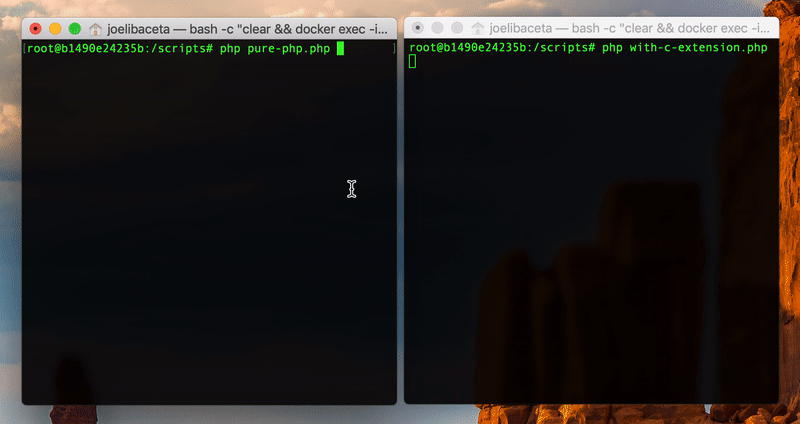 joelibaceta — bash -c "clear && docker exec -i...
[root@b1490e24235b:/scripts# php pure-php.php ]
joelibaceta — bash -c "clear && docker exec -i...
root@b1490e24235b:/scripts# php with-c-extension.php